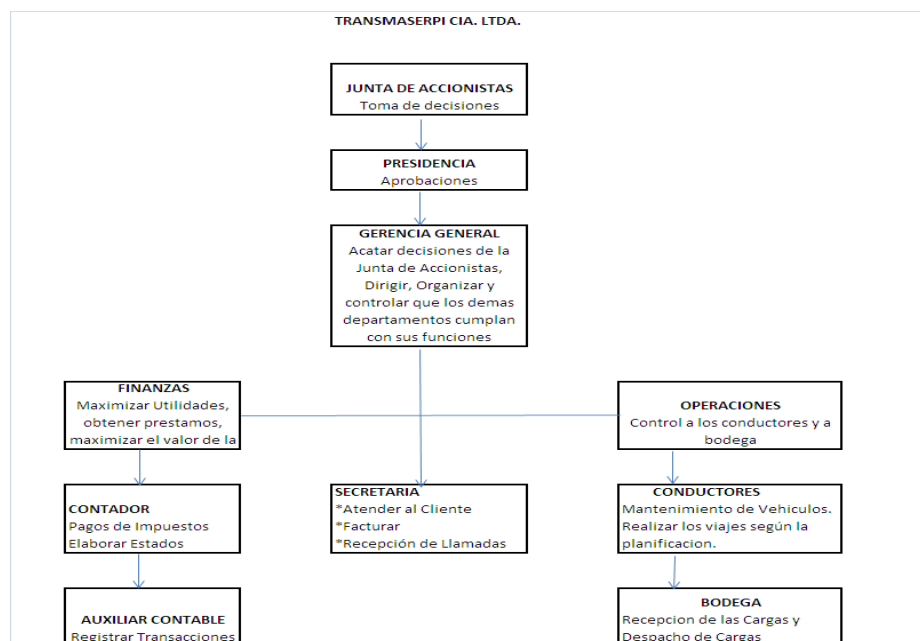 TRANSMASERPI CIA. LTDA.
JUNTA DE ACCIONISTAS
Toma de decisiones
PRESIDENCIA
Aprobaciones
GERENCIA GENERAL
Acatar decisiones de la
Junta de Accionistas,
Dirigir, Organizar y
controlar que los demas
departamentos cumplan
con sus funciones
FINANZAS
Maximizar Utilidades,
obtener prestamos,
maximizar el valor de la
OPERACIONES
Control a los conductores y a
bodega
CONTADOR
Pagos de Impuestos
Elaborar Estados
SECRETARIA
*Atender al Cliente
*Facturar
*Recepción de Llamadas
CONDUCTORES
Mantenimiento de Vehiculos.
Realizar los viajes según la
planificacion.
AUXILIAR CONTABLE
Registrar Transacciones
BODEGA
Recepcion de las Cargas y
Despacho de Cargas